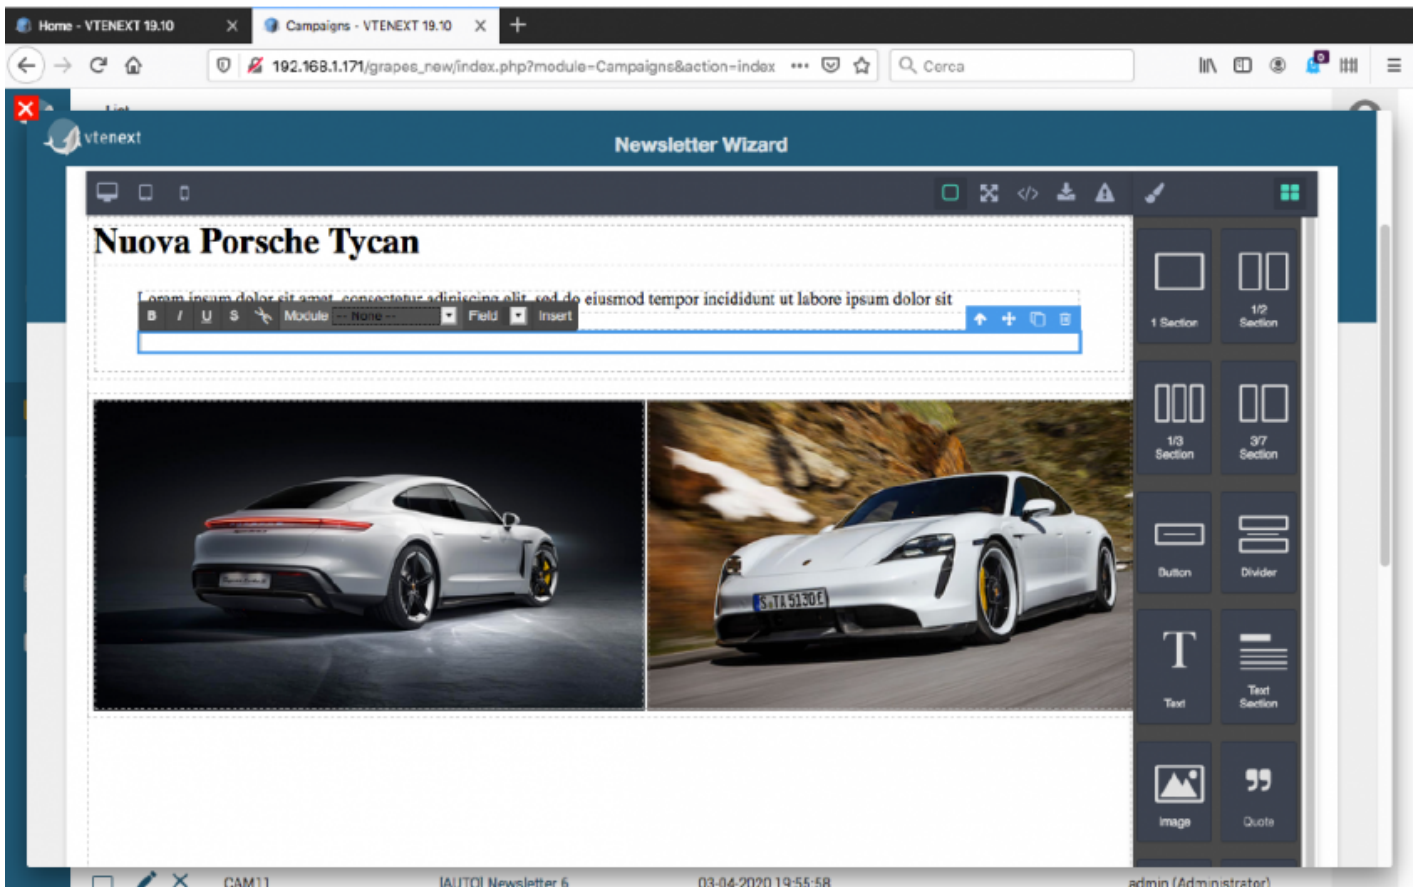 Home - VTENEXT 19.10
Campaigns - VTENEXT 19.10
192.168.1.171/grapes_new/index.php?module=Campaigns&action=index
Cerca
0
List
vtenext
Newsletter Wizard
Nuova Porsche Tycan
Lorem ipsum dolor sit amet, consectetur adipiscing elit, sed do eiusmod tempor incididunt ut labore ipsum dolor sit
B I U S Module -- None -- Field Insert
1 Section
1/2 Section
1/3 Section
3/7 Section
Button
Divider
S:TA 5130E
T
Text
Text Section
Image
Quote
CAM11 [AUTO] Newsletter 6 03-04-2020 19:55:58 admin (Administrator)